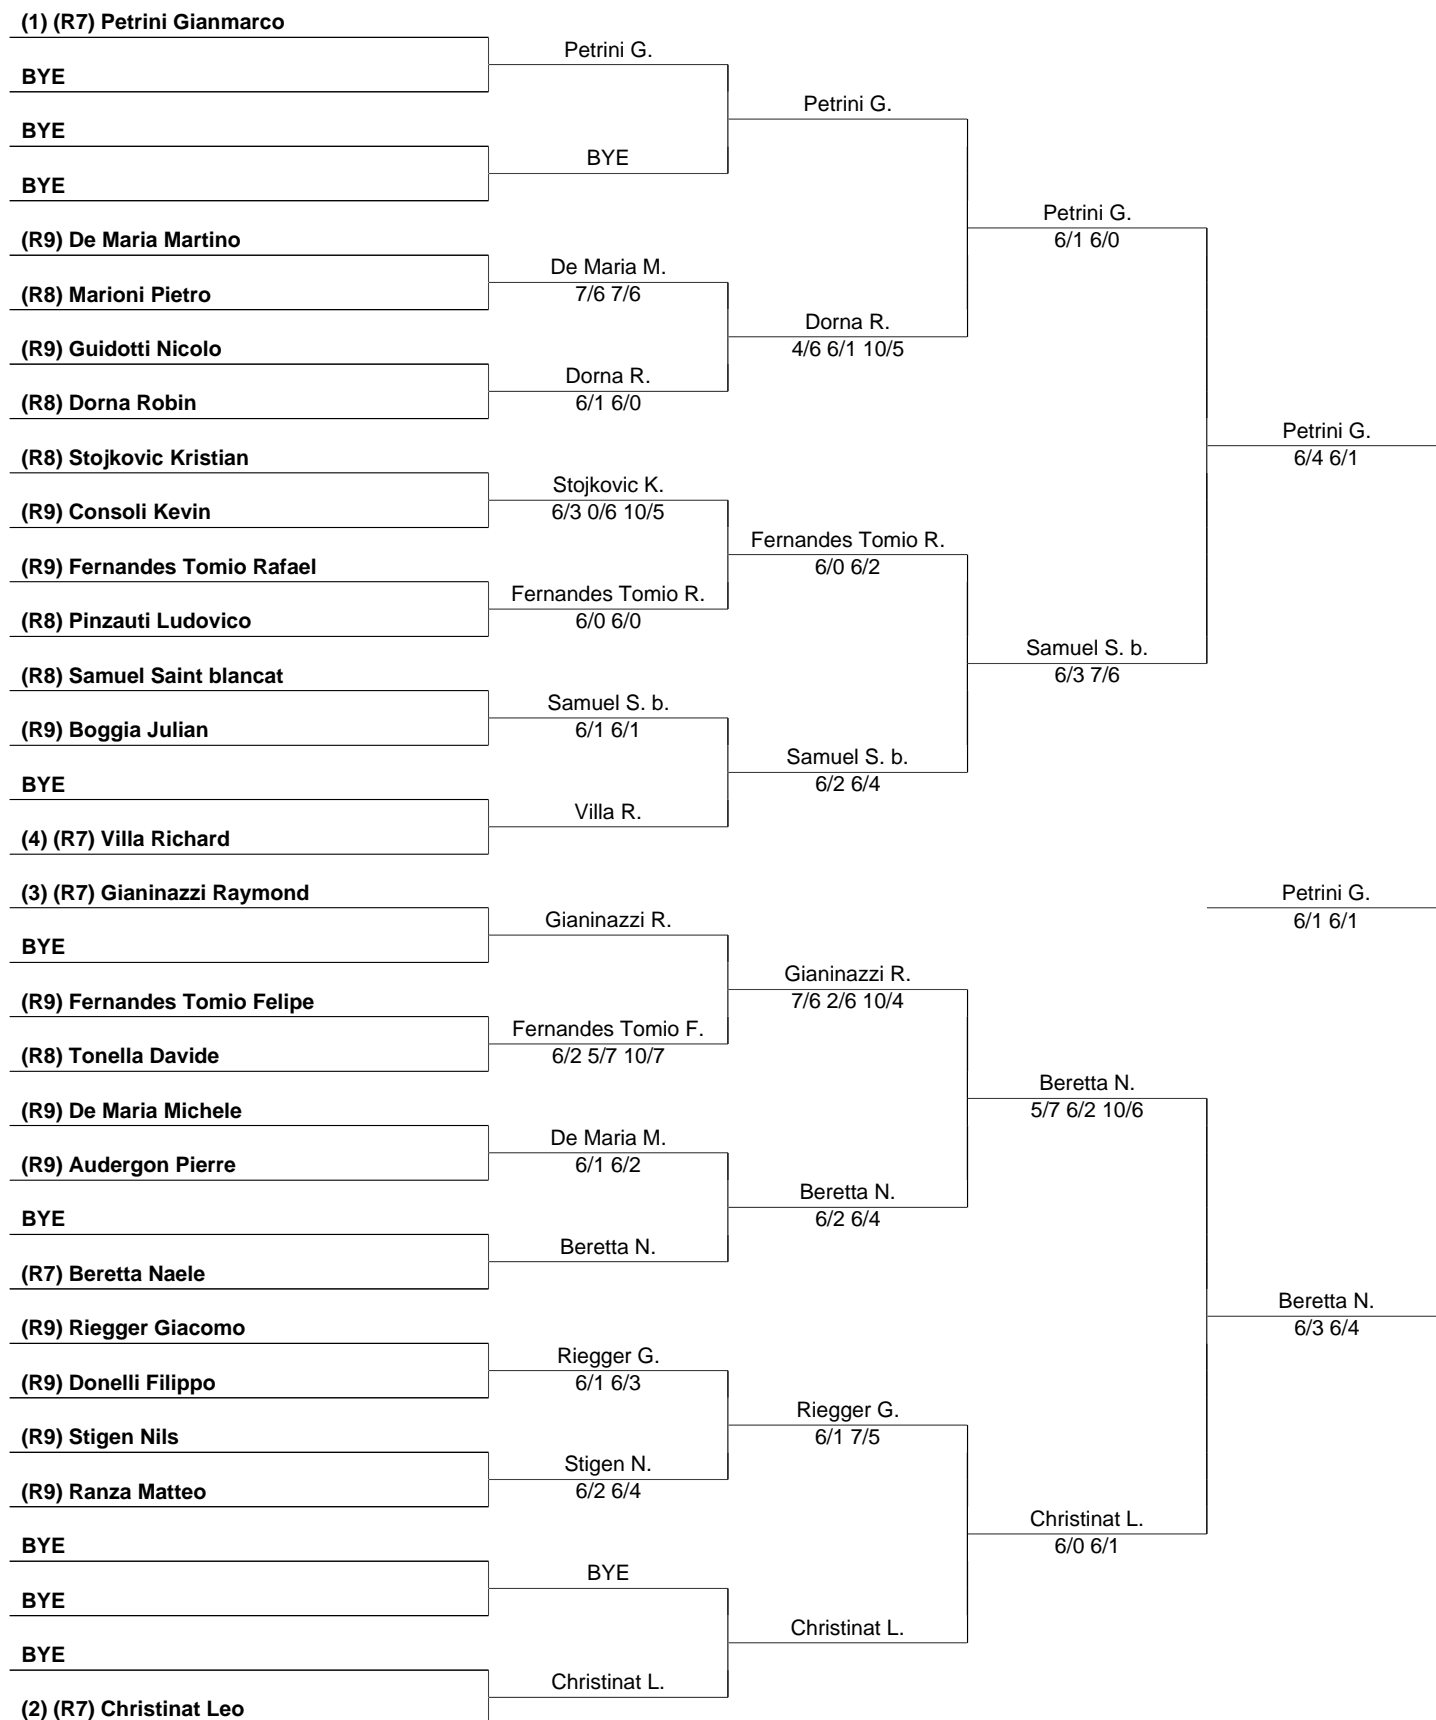 (1) (R7) Petrini Gianmarco
BYE
BYE
BYE
(R9) De Maria Martino
(R8) Marioni Pietro
(R9) Guidotti Nicolo
(R8) Dorna Robin
(R8) Stojkovic Kristian
(R9) Consoli Kevin
(R9) Fernandes Tomio Rafael
(R8) Pinzauti Ludovico
(R8) Samuel Saint blancat
(R9) Boggia Julian
BYE
(4) (R7) Villa Richard
(3) (R7) Gianinazzi Raymond
BYE
(R9) Fernandes Tomio Felipe
(R8) Tonella Davide
(R9) De Maria Michele
(R9) Audergon Pierre
BYE
(R7) Beretta Naele
(R9) Riegger Giacomo
(R9) Donelli Filippo
(R9) Stigen Nils
(R9) Ranza Matteo
BYE
BYE
BYE
(2) (R7) Christinat Leo
Petrini G.
BYE
De Maria M.
7/6 7/6
Dorna R.
6/1 6/0
Stojkovic K.
6/3 0/6 10/5
Fernandes Tomio R.
6/0 6/0
Samuel S. b.
6/1 6/1
Villa R.
Gianinazzi R.
Fernandes Tomio F.
6/2 5/7 10/7
De Maria M.
6/1 6/2
Beretta N.
Riegger G.
6/1 6/3
Stigen N.
6/2 6/4
BYE
Christinat L.
Petrini G.
Dorna R.
4/6 6/1 10/5
Fernandes Tomio R.
6/0 6/2
Samuel S. b.
6/2 6/4
Gianinazzi R.
7/6 2/6 10/4
Beretta N.
6/2 6/4
Riegger G.
6/1 7/5
Christinat L.
Petrini G.
6/1 6/0
Samuel S. b.
6/3 7/6
Beretta N.
5/7 6/2 10/6
Christinat L.
6/0 6/1
Petrini G.
6/4 6/1
Petrini G.
6/1 6/1
Beretta N.
6/3 6/4